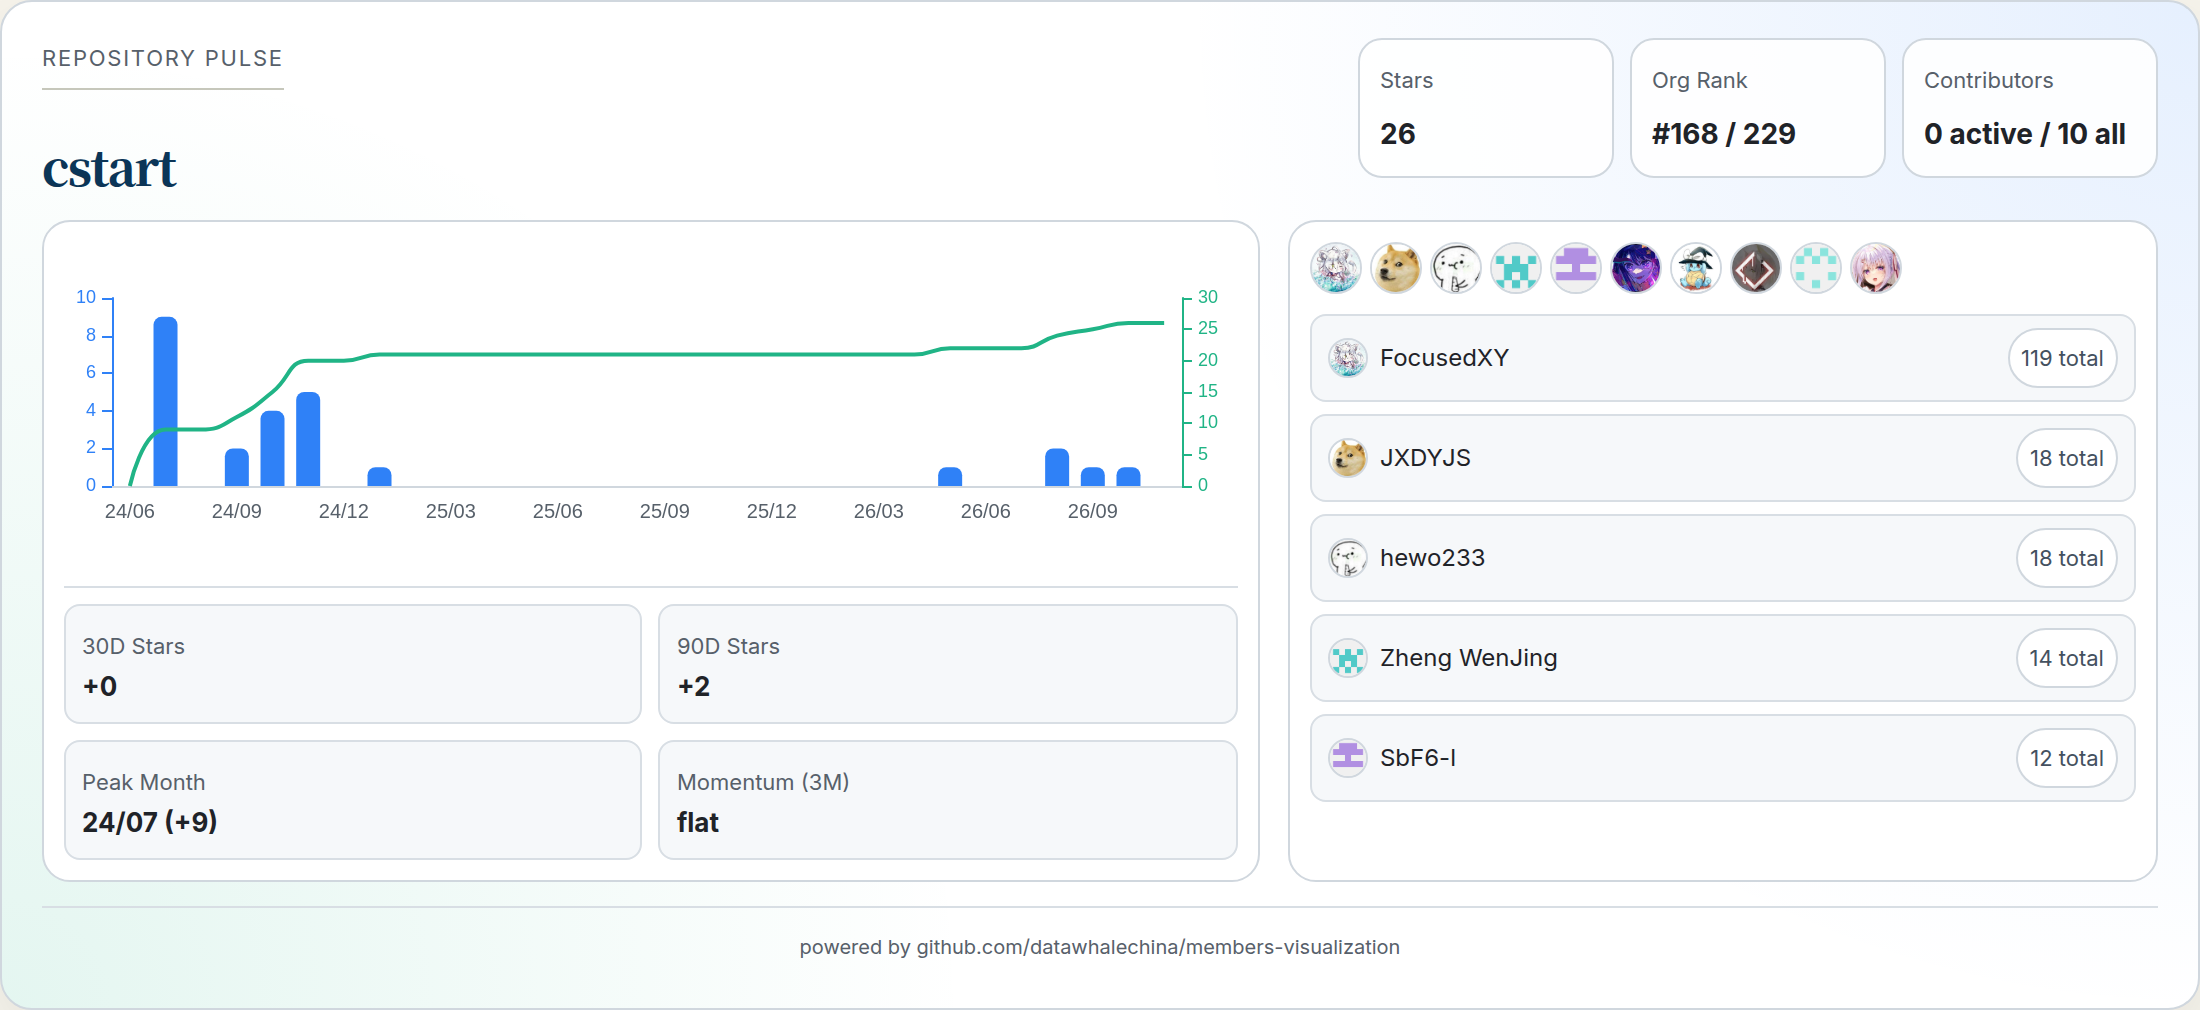 REPOSITORY PULSE
cstart
Stars
26
Org Rank
#168 / 229
Contributors
0 active / 10 all
10
8
6
4
2
0
30
25
20
15
10
5
0
24/06 24/09 24/12 25/03 25/06 25/09 25/12 26/03 26/06 26/09
30D Stars
+0
90D Stars
+2
Peak Month
24/07 (+9)
Momentum (3M)
flat
FocusedXY 119 total
JXDYJS 18 total
hewo233 18 total
Zheng WenJing 14 total
SbF6-I 12 total
powered by github.com/datawhalechina/members-visualization